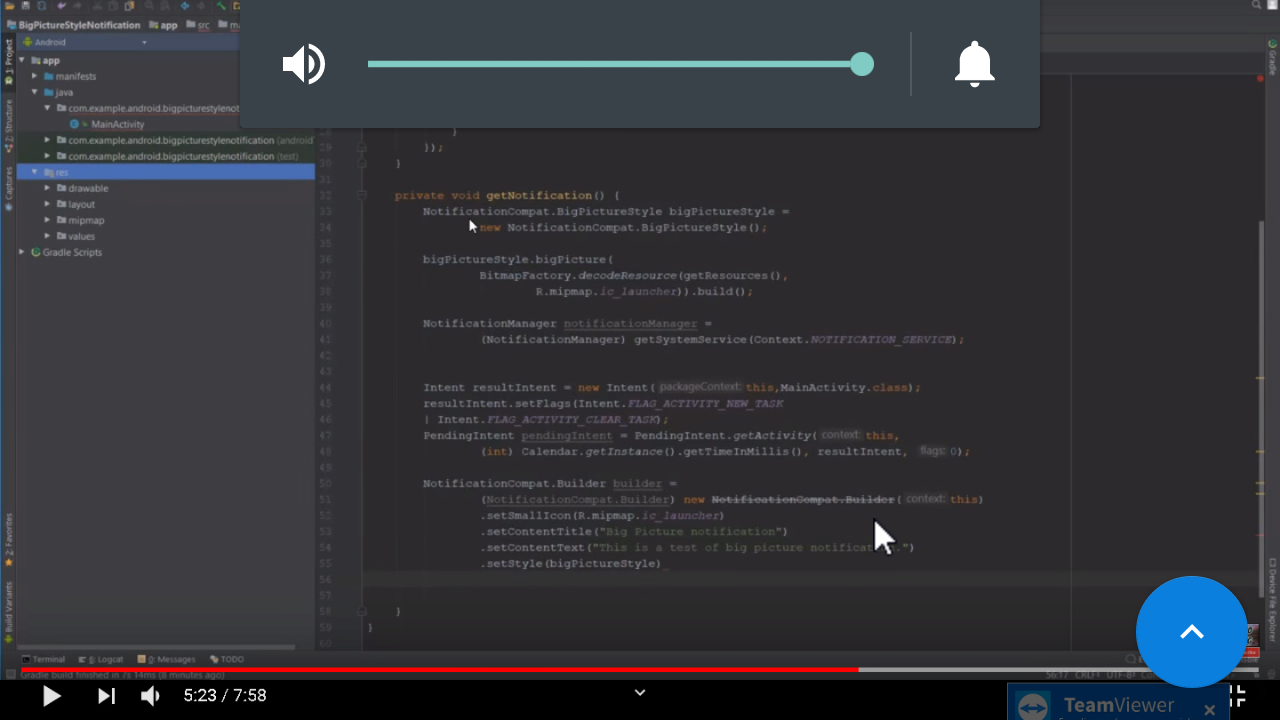 BigPictureStyleNotification app src
Android
1: Project
app
manifests
java
com.example.android.bigpicturestylenot
MainActivity
com.example.android.bigpicturestylenotification (android
com.example.android.bigpicturestylenotification (test)
res
drawable
layout
mipmap
values
Gradle Scripts
Z: Structure
Captures
2: Favorites
Build Variants
Gradle
Device File Explorer
28 }
29 });
30 }
31
32 private void getNotification() {
33 NotificationCompat.BigPictureStyle bigPictureStyle =
34 new NotificationCompat.BigPictureStyle();
35
36 bigPictureStyle.bigPicture(
37 BitmapFactory.decodeResource(getResources(),
38 R.mipmap.ic_launcher)).build();
39
40 NotificationManager notificationManager =
41 (NotificationManager) getSystemService(Context.NOTIFICATION_SERVICE);
42
43
44 Intent resultIntent = new Intent( packageContext: this,MainActivity.class);
45 resultIntent.setFlags(Intent.FLAG_ACTIVITY_NEW_TASK
46 | Intent.FLAG_ACTIVITY_CLEAR_TASK);
47 PendingIntent pendingIntent = PendingIntent.getActivity( context: this,
48 (int) Calendar.getInstance().getTimeInMillis(), resultIntent, flags: 0);
49
50 NotificationCompat.Builder builder =
51 (NotificationCompat.Builder) new NotificationCompat.Builder( context: this)
52 .setSmallIcon(R.mipmap.ic_launcher)
53 .setContentTitle("Big Picture notification")
54 .setContentText("This is a test of big picture notificat .")
55 .setStyle(bigPictureStyle)
56
57
58 }
59 }
60
Terminal 6: Logcat 0: Messages TODO
Gradle build finished in 7s 14ms (8 minutes ago) 56:17 CRLF UTF-8
5:23 / 7:58
TeamViewer